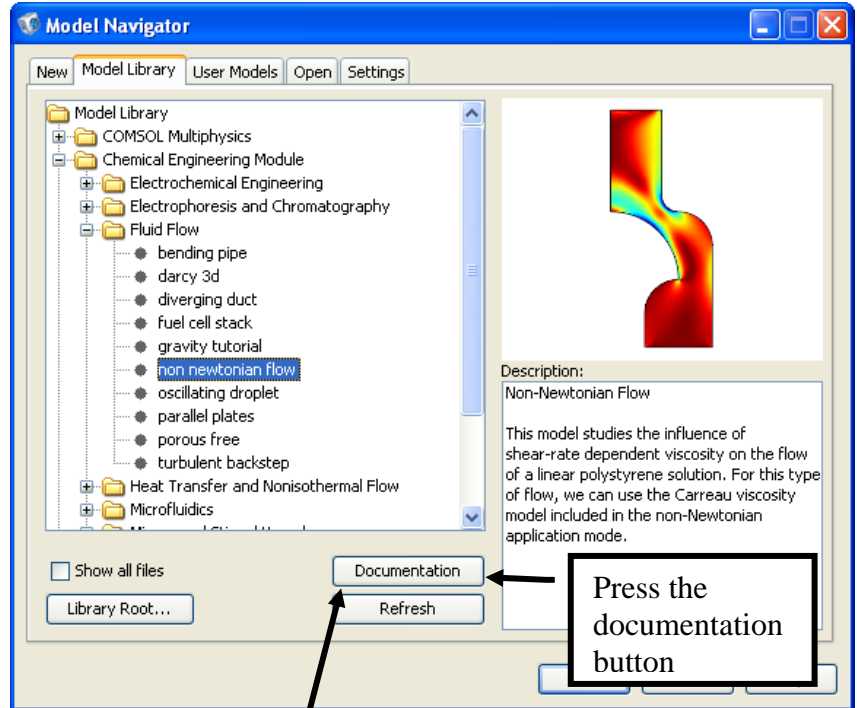 Model Navigator
New Model Library User Models Open Settings
Model Library
COMSOL Multiphysics
Chemical Engineering Module
Electrochemical Engineering
Electrophoresis and Chromatography
Fluid Flow
bending pipe
darcy 3d
diverging duct
fuel cell stack
gravity tutorial
non newtonian flow
oscillating droplet
parallel plates
porous free
turbulent backstep
Heat Transfer and Nonisothermal Flow
Microfluidics
Show all files
Documentation
Library Root...
Refresh
Description:
Non-Newtonian Flow
This model studies the influence of
shear-rate dependent viscosity on the flow
of a linear polystyrene solution. For this type
of flow, we can use the Carreau viscosity
model included in the non-Newtonian
application mode.
Press the
documentation
button